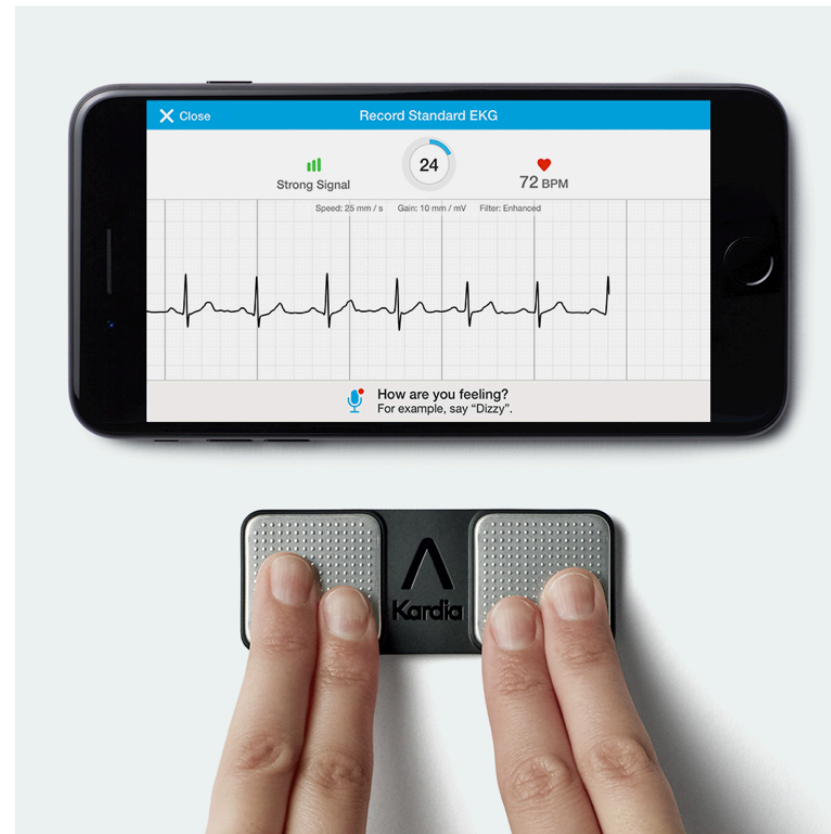 Close
Record Standard EKG
24
Strong Signal
72 BPM
Speed: 25 mm / s Gain: 10 mm / mV Filter: Enhanced
How are you feeling?
For example, say “Dizzy”.
Kardia